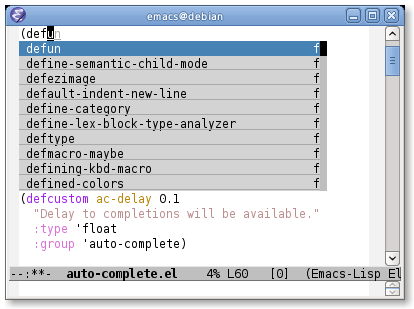 emacs@debian
(defun
defun f
define-semantic-child-mode f
defezimage f
default-indent-new-line f
define-category f
define-lex-block-type-analyzer f
deftype f
defmacro-maybe f
defining-kbd-macro f
defined-colors f
(defcustom ac-delay 0.1
"Delay to completions will be available."
:type 'float
:group 'auto-complete)
--:**- auto-complete.el 4% L60 [0] (Emacs-Lisp El